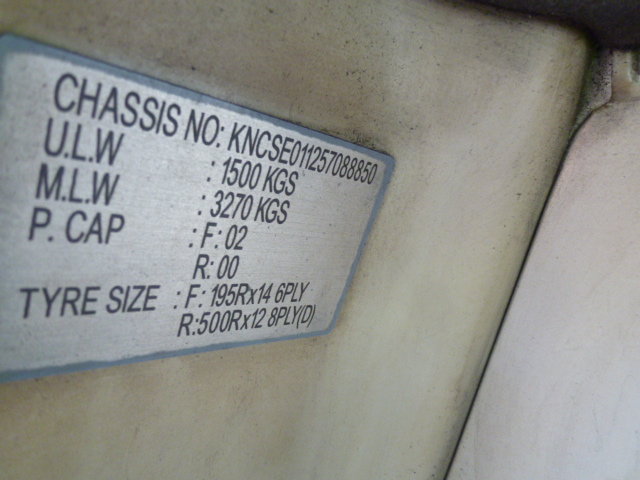 CHASSIS NO: KNCSE011257088850
U.L.W : 1500 KGS
M.L.W : 3270 KGS
P. CAP : F: 02
R: 00
TYRE SIZE : F: 195Rx14 6PLY
R:500Rx12 8PLY(D)